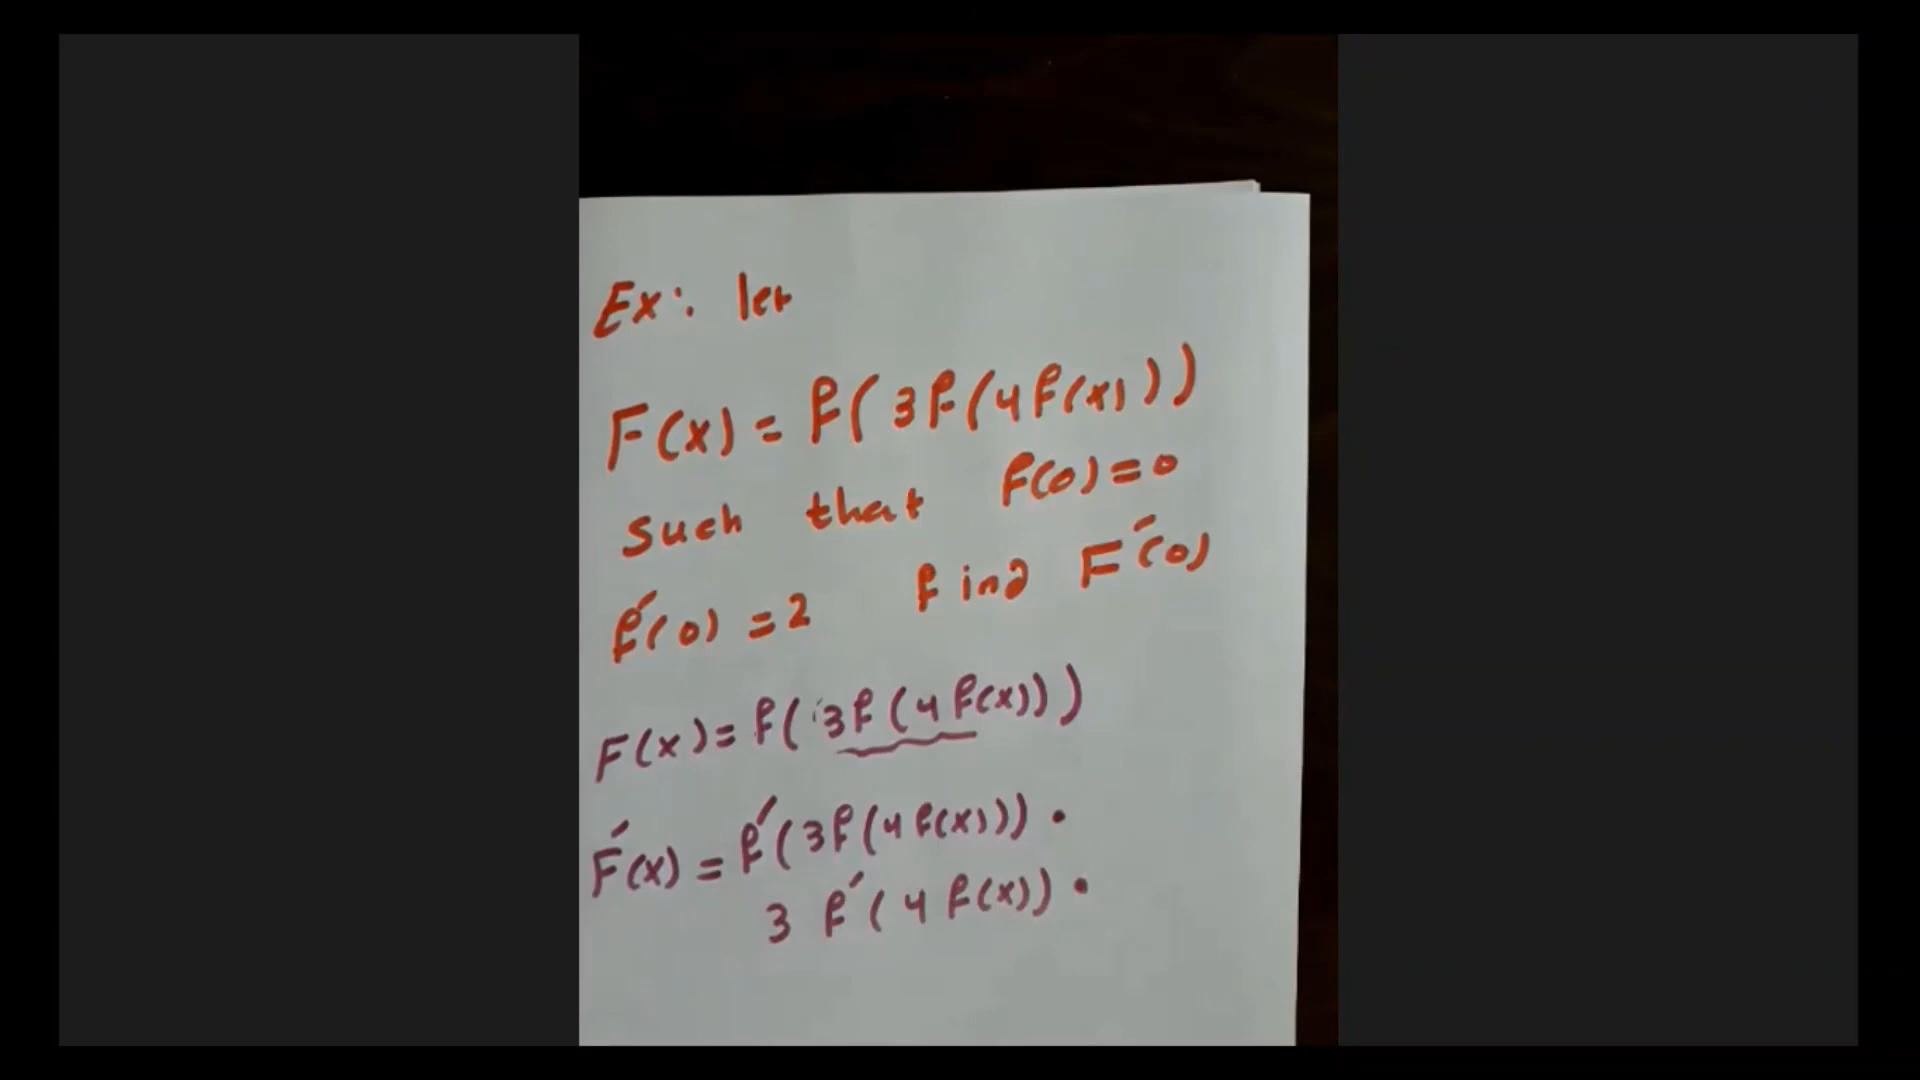 Ex: let
F(x) = f(3f(4f(x)))
such that f(0)=0
f'(0) = 2 find F'(0)
F(x) = f(3f(4f(x)))
F'(x) = f'(3f(4f(x))) •
3 f'(4f(x)) •